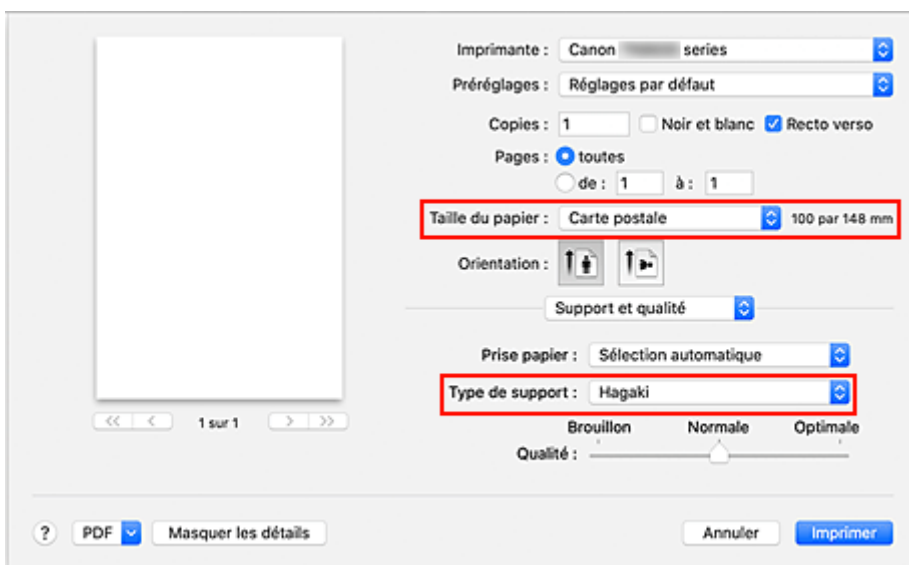 Imprimante : Canon series
Préréglages : Réglages par défaut
Copies : 1 Noir et blanc Recto verso
Pages : toutes
de : 1 à : 1
Taille du papier : Carte postale 100 par 148 mm
Orientation :
Support et qualité
Prise papier : Sélection automatique
Type de support : Hagaki
<< < 1 sur 1 > >>
Brouillon Normale Optimale
Qualité :
? PDF Masquer les détails Annuler Imprimer